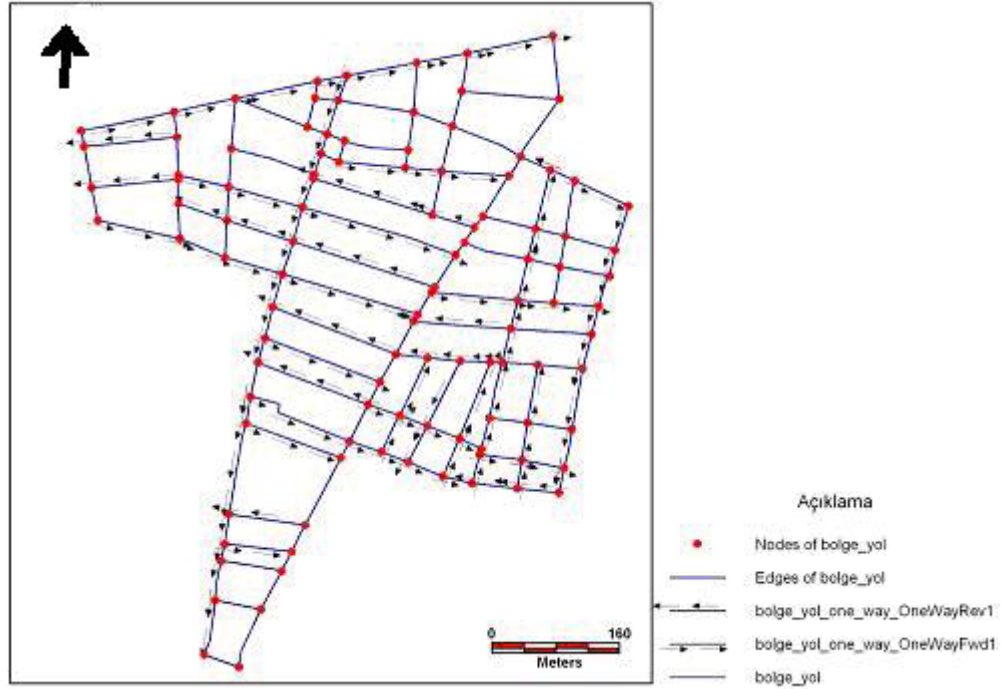 0 160
Meters
Açıklama
Nodes of bolge_yol
Edges of bolge_yol
bolge_yol_one_way_OneWayRev1
bolge_yol_one_way_OneWayFwd1
bolge_yol